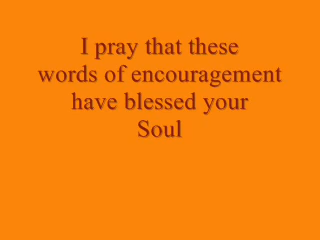 I pray that these
words of encouragement
have blessed your
Soul